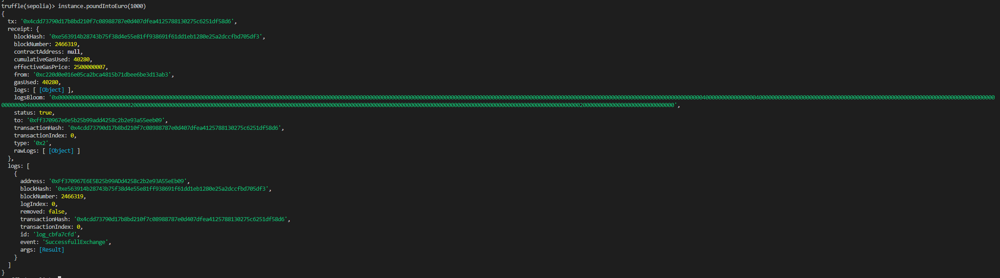 truffle(sepolia)> instance.poundIntoEuro(1000)
{
tx: '0x4cdd73790d17b8bd210f7c08988787e0d407dfea4125788130275c6251df58d6',
receipt: {
blockHash: '0xe563914b28743b75f38d4e55e81ff938691f61dd1eb1280e25a2dccfbd705df3',
blockNumber: 2466319,
contractAddress: null,
cumulativeGasUsed: 40280,
effectiveGasPrice: 2500000007,
from: '0xc220d0e016e05ca2bca4815b71dbee6be3d13ab3',
gasUsed: 40280,
logs: [ [Object] ],
logsBloom: '0x0000000000000000000000000000000000000000000000000000000000000000000000000000000000000000000000000000000000000000000000000000000000000000000000000000000000000000000000000000000000000000000000000000000000000400000000000000004000000000000000000000000000000000000000000000000000000000000000000000000000
0000000040000000000000000000008000000000020000000000000000000000000000000000000000000000000000000000000000000000000000000000000000000000000000000000000000000000000000000000000000000000000200000000000000000000000000000',
status: true,
to: '0xff370967e6e5b25b99add4258c2b2e93a55eeb09',
transactionHash: '0x4cdd73790d17b8bd210f7c08988787e0d407dfea4125788130275c6251df58d6',
transactionIndex: 0,
type: '0x2',
rawLogs: [ [Object] ]
},
logs: [
{
address: '0xFf370967E6E5B25b99ADd4258c2b2e93A55eEb09',
blockHash: '0xe563914b28743b75f38d4e55e81ff938691f61dd1eb1280e25a2dccfbd705df3',
blockNumber: 2466319,
logIndex: 0,
removed: false,
transactionHash: '0x4cdd73790d17b8bd210f7c08988787e0d407dfea4125788130275c6251df58d6',
transactionIndex: 0,
id: 'log_cbfa7cfd',
event: 'SuccessfullExchange',
args: [Result]
}
]
}